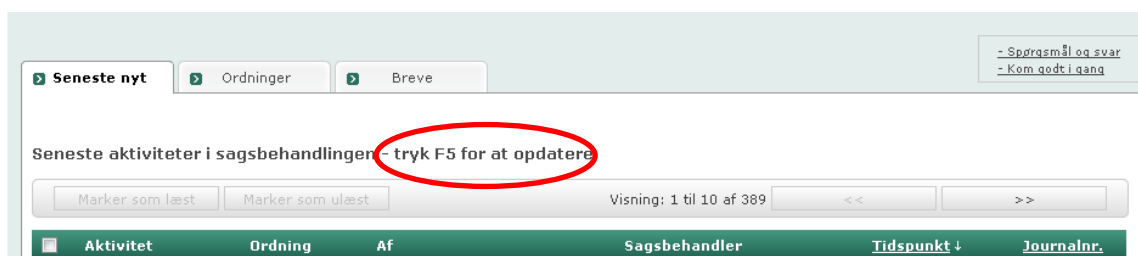 - Spørgsmål og svar
- Kom godt i gang
Seneste nyt Ordninger Breve
Seneste aktiviteter i sagsbehandlingen - tryk F5 for at opdatere
Marker som læst Marker som ulæst Visning: 1 til 10 af 389 << >>
Aktivitet Ordning Af Sagsbehandler Tidspunkt ↓ Journalnr.